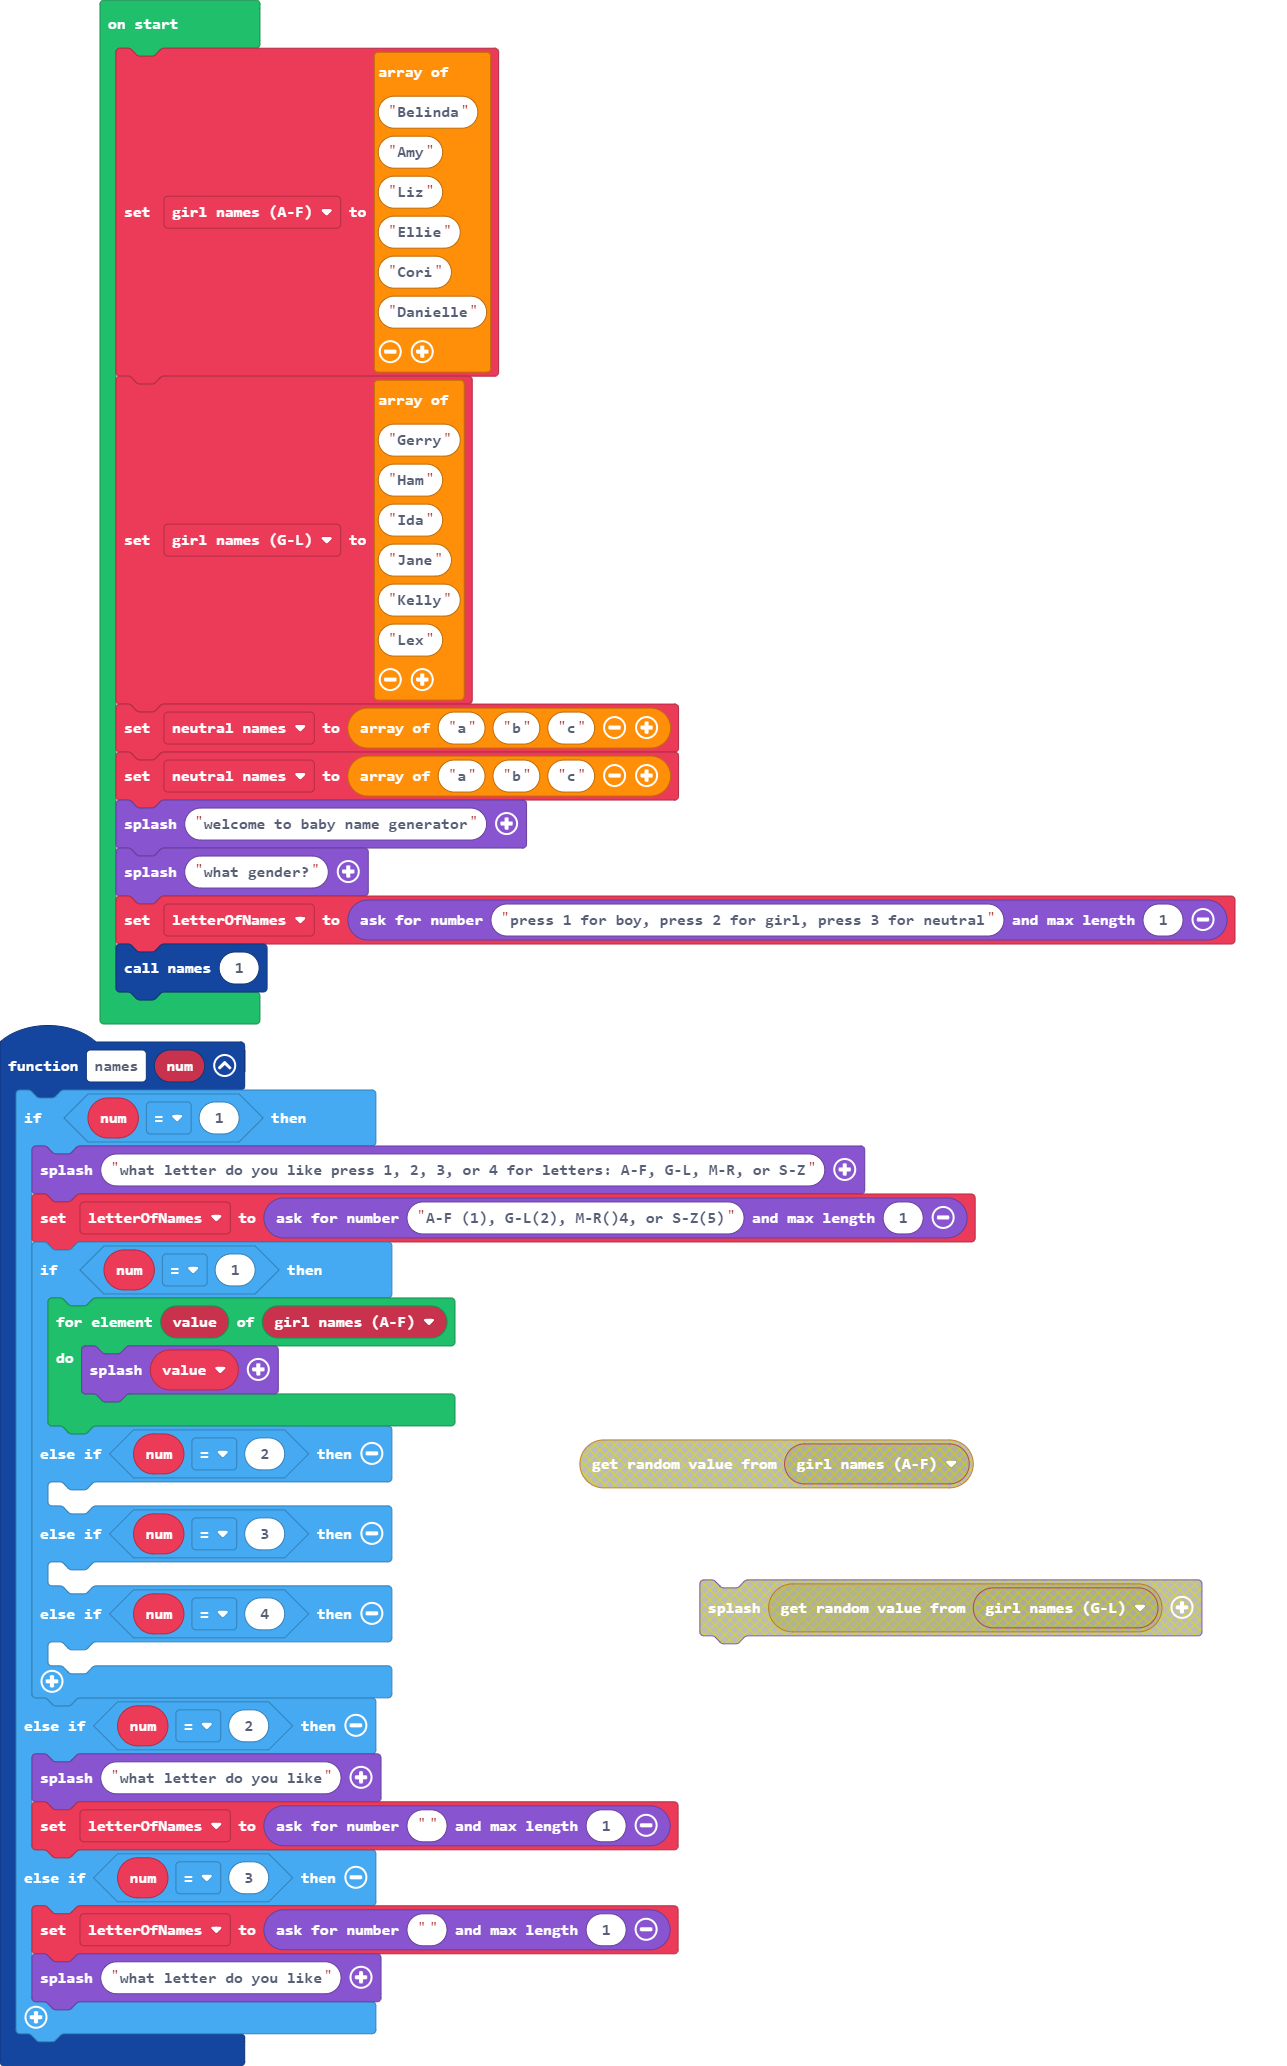 on start
set girl names (A-F) to array of
"Belinda"
"Amy"
"Liz"
"Ellie"
"Cori"
"Danielle"
set girl names (G-L) to array of
"Gerry"
"Ham"
"Ida"
"Jane"
"Kelly"
"Lex"
set neutral names to array of "a" "b" "c"
set neutral names to array of "a" "b" "c"
splash "welcome to baby name generator"
splash "what gender?"
set letterOfNames to ask for number "press 1 for boy, press 2 for girl, press 3 for neutral" and max length 1
call names 1
function names num
if num = 1 then
splash "what letter do you like press 1, 2, 3, or 4 for letters: A-F, G-L, M-R, or S-Z"
set letterOfNames to ask for number "A-F (1), G-L(2), M-R()4, or S-Z(5)" and max length 1
if num = 1 then
for element value of girl names (A-F)
do splash value
else if num = 2 then
get random value from girl names (A-F)
else if num = 3 then
splash get random value from girl names (G-L)
else if num = 4 then
else if num = 2 then
splash "what letter do you like"
set letterOfNames to ask for number "" and max length 1
else if num = 3 then
set letterOfNames to ask for number "" and max length 1
splash "what letter do you like"